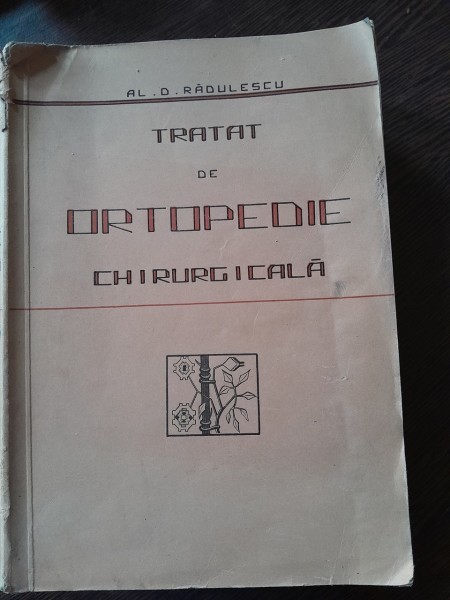 AL. D. RĂDULESCU
TRATAT
DE
ORTOPEDIE
CHIRURGICALĂ